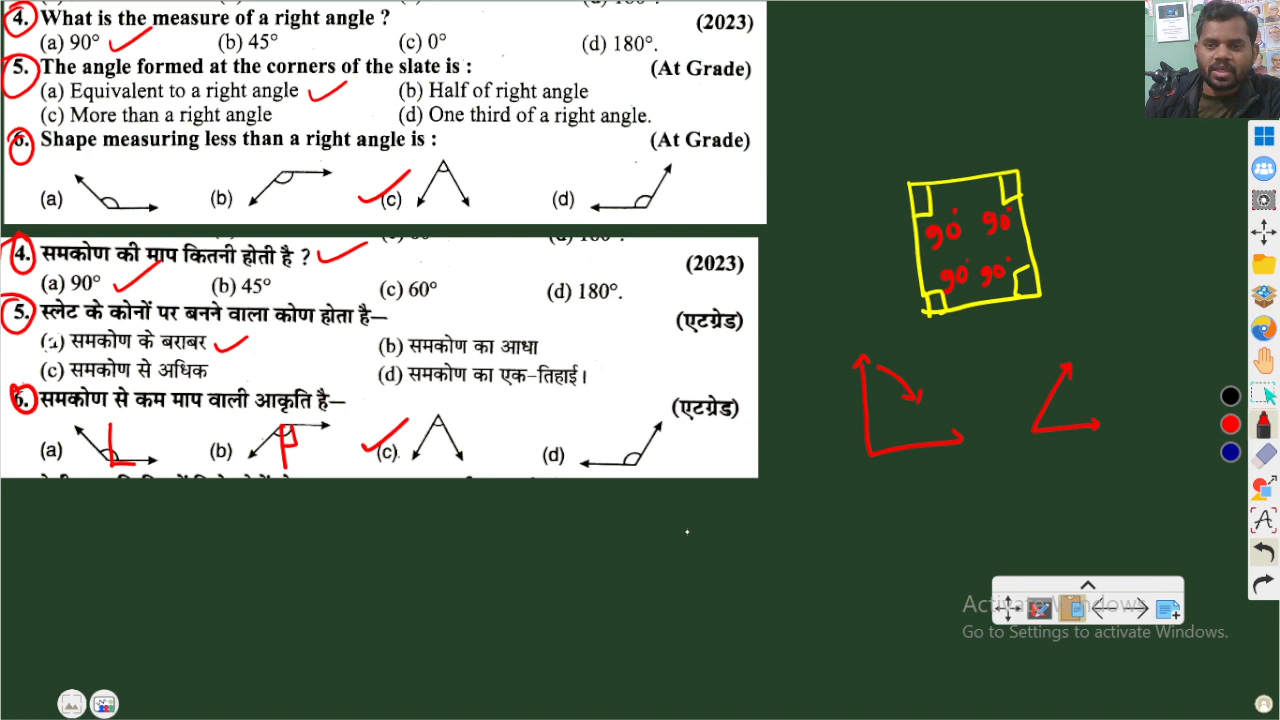 4. What is the measure of a right angle ? (2023)
(a) 90° (b) 45° (c) 0° (d) 180°.
5. The angle formed at the corners of the slate is : (At Grade)
(a) Equivalent to a right angle (b) Half of right angle
(c) More than a right angle (d) One third of a right angle.
6. Shape measuring less than a right angle is : (At Grade)
(a) (b) (c) (d)
4. समकोण की माप कितनी होती है ? (2023)
(a) 90° (b) 45° (c) 60° (d) 180°.
5. स्लेट के कोनों पर बनने वाला कोण होता है— (एटग्रेड)
(a) समकोण के बराबर (b) समकोण का आधा
(c) समकोण से अधिक (d) समकोण का एक-तिहाई।
6. समकोण से कम माप वाली आकृति है— (एटग्रेड)
(a) (b) (c). (d)
90° 90°
90° 90°
Activate Windows
Go to Settings to activate Windows.